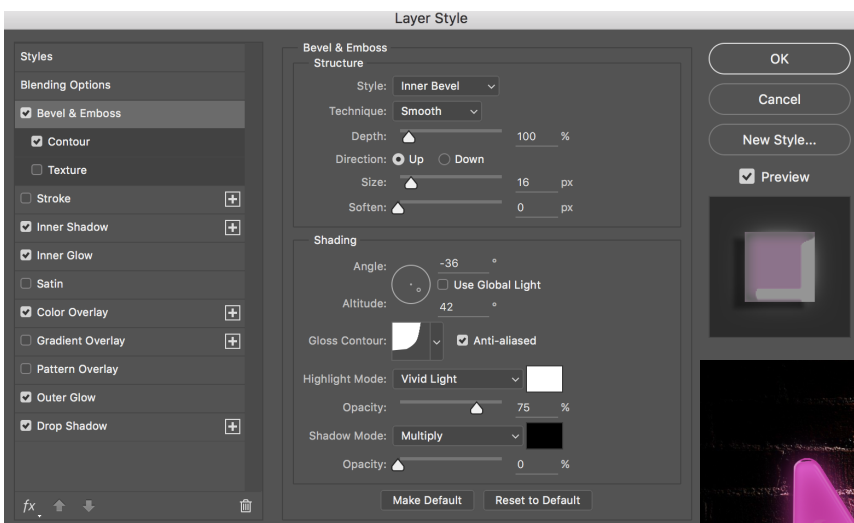 Layer Style
Styles
Blending Options
Bevel & Emboss
Contour
Texture
Stroke
Inner Shadow
Inner Glow
Satin
Color Overlay
Gradient Overlay
Pattern Overlay
Outer Glow
Drop Shadow
fx
Bevel & Emboss
Structure
Style: Inner Bevel
Technique: Smooth
Depth: 100 %
Direction: Up Down
Size: 16 px
Soften: 0 px
Shading
Angle: -36 °
Use Global Light
Altitude: 42 °
Gloss Contour: Anti-aliased
Highlight Mode: Vivid Light
Opacity: 75 %
Shadow Mode: Multiply
Opacity: 0 %
Make Default Reset to Default
OK
Cancel
New Style...
Preview